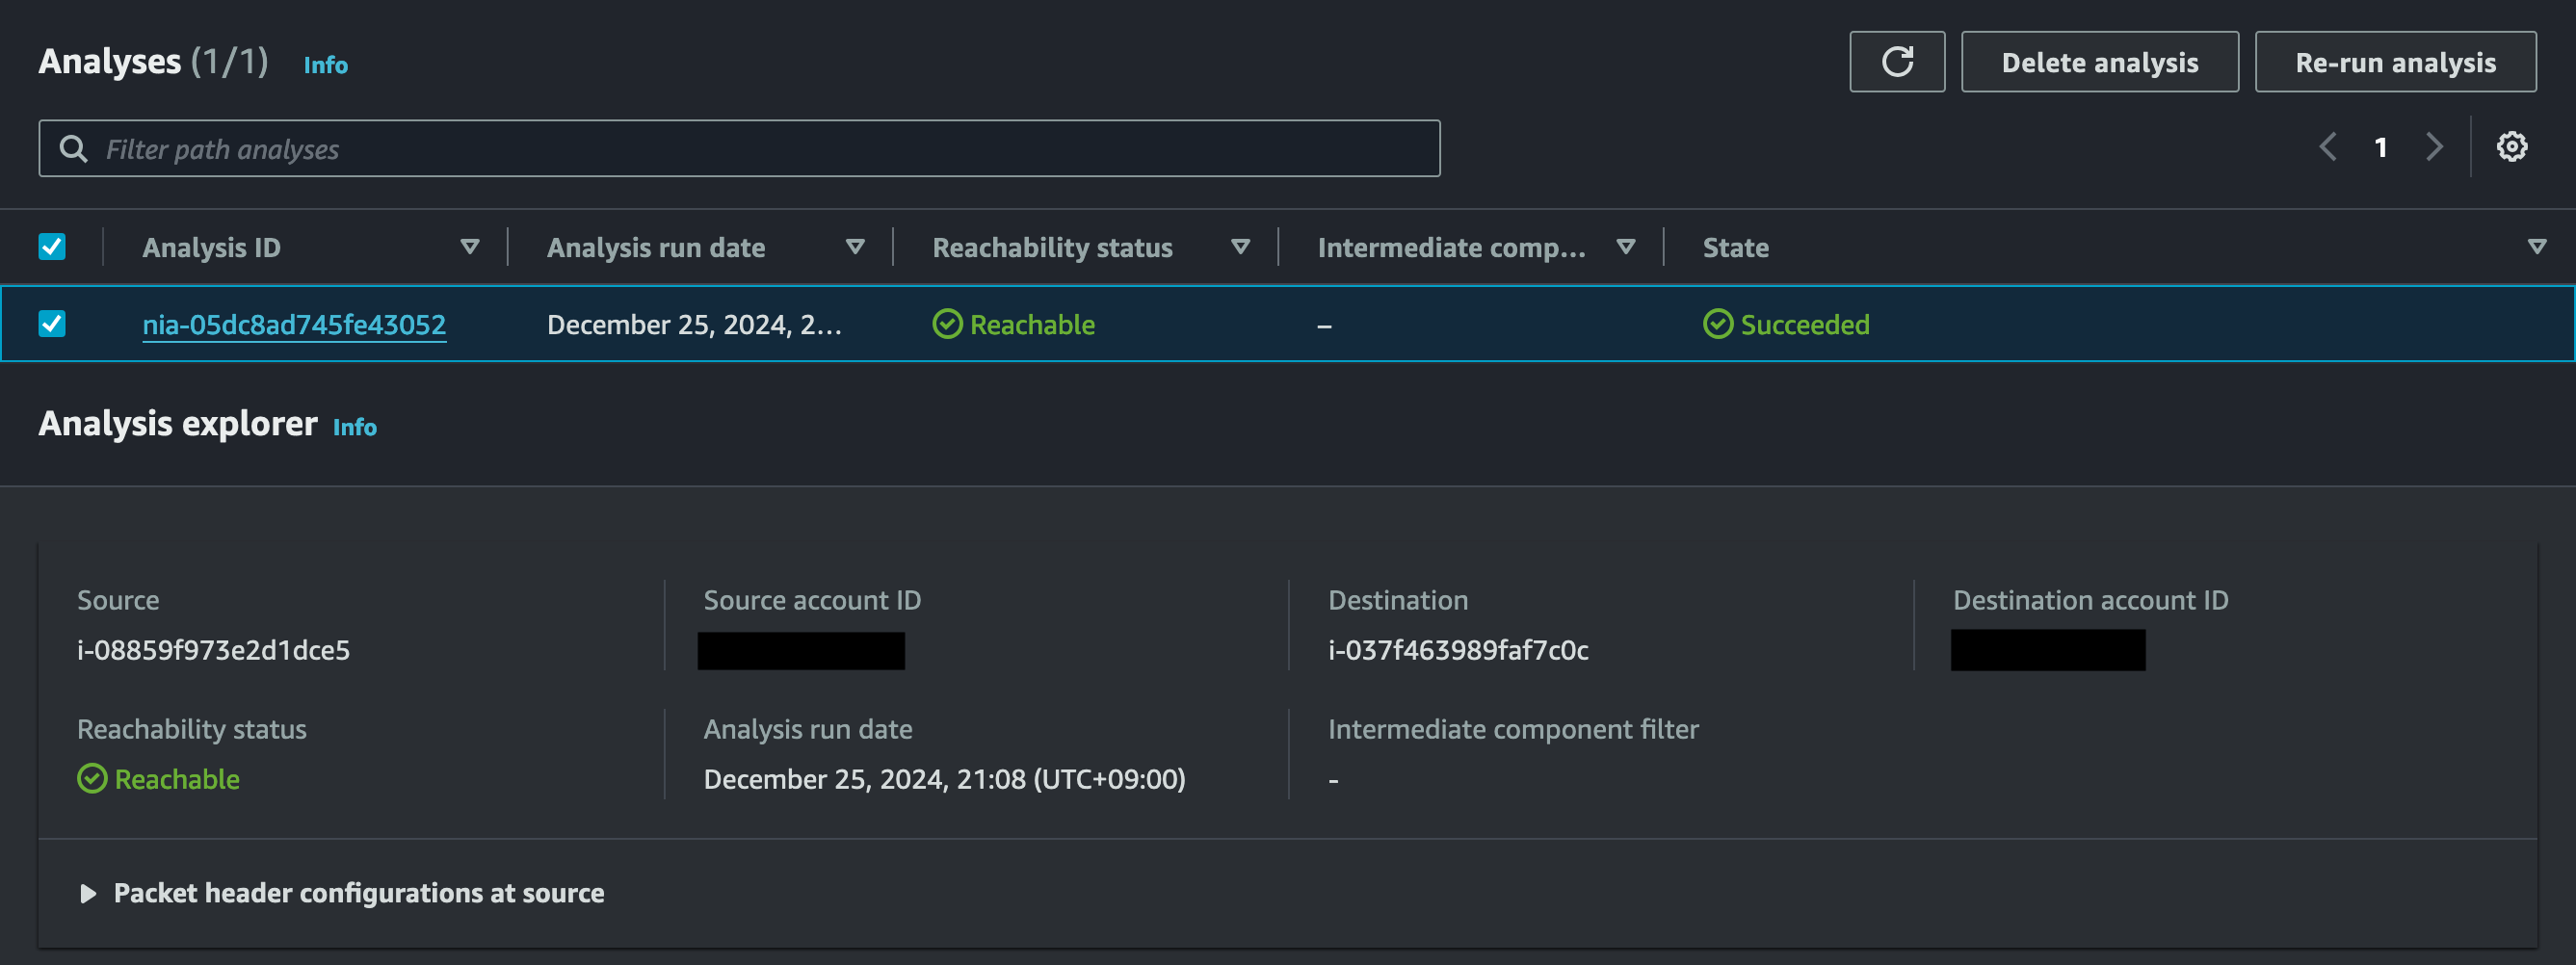 Analyses (1/1) Info
Delete analysis
Re-run analysis
Filter path analyses
1
Analysis ID Analysis run date Reachability status Intermediate comp... State
nia-05dc8ad745fe43052 December 25, 2024, 2... Reachable – Succeeded
Analysis explorer Info
Source Source account ID Destination Destination account ID
i-08859f973e2d1dce5 i-037f463989faf7c0c
Reachability status Analysis run date Intermediate component filter
Reachable December 25, 2024, 21:08 (UTC+09:00) -
Packet header configurations at source